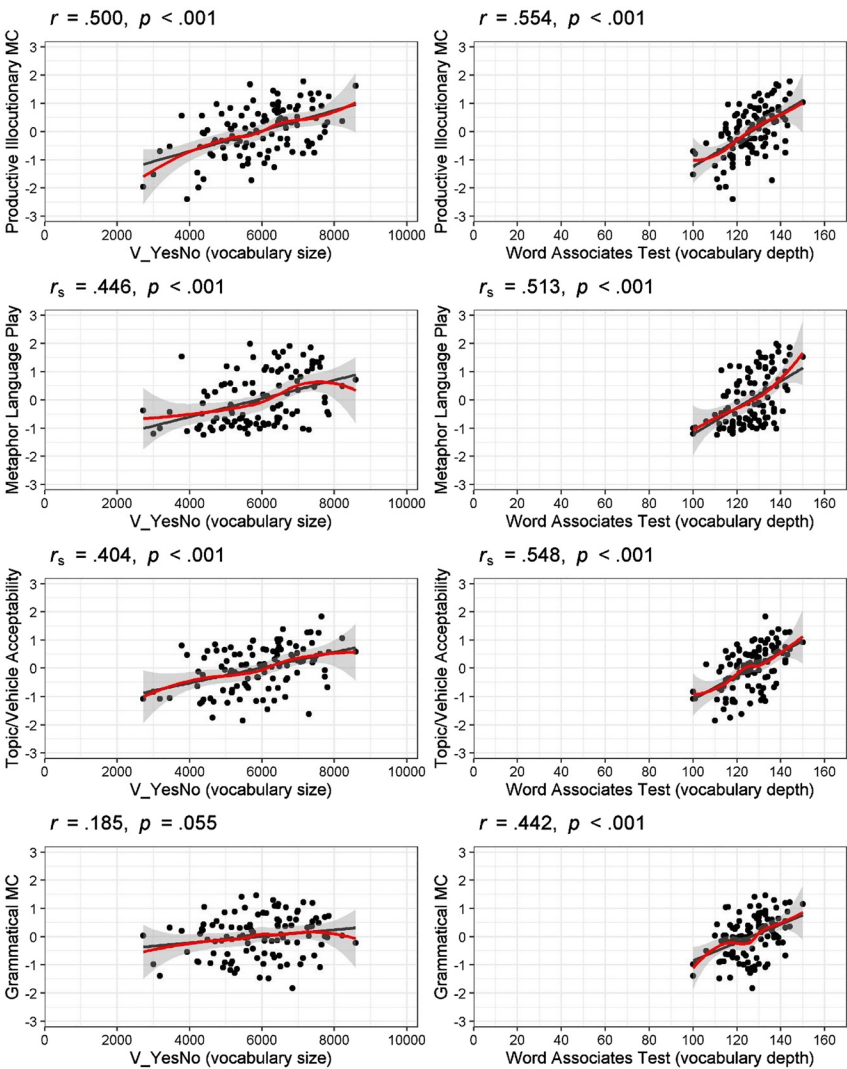 r = .500, p < .001
r = .554, p < .001
Productive Illocutionary MC
3
2
1
0
-1
-2
-3
0 2000 4000 6000 8000 10000
V_YesNo (vocabulary size)
Productive Illocutionary MC
3
2
1
0
-1
-2
-3
0 20 40 60 80 100 120 140 160
Word Associates Test (vocabulary depth)
rs = .446, p < .001
rs = .513, p < .001
Metaphor Language Play
3
2
1
0
-1
-2
-3
0 2000 4000 6000 8000 10000
V_YesNo (vocabulary size)
Metaphor Language Play
3
2
1
0
-1
-2
-3
0 20 40 60 80 100 120 140 160
Word Associates Test (vocabulary depth)
rs = .404, p < .001
rs = .548, p < .001
Topic/Vehicle Acceptability
3
2
1
0
-1
-2
-3
0 2000 4000 6000 8000 10000
V_YesNo (vocabulary size)
Topic/Vehicle Acceptability
3
2
1
0
-1
-2
-3
0 20 40 60 80 100 120 140 160
Word Associates Test (vocabulary depth)
r = .185, p = .055
r = .442, p < .001
Grammatical MC
3
2
1
0
-1
-2
-3
0 2000 4000 6000 8000 10000
V_YesNo (vocabulary size)
Grammatical MC
3
2
1
0
-1
-2
-3
0 20 40 60 80 100 120 140 160
Word Associates Test (vocabulary depth)